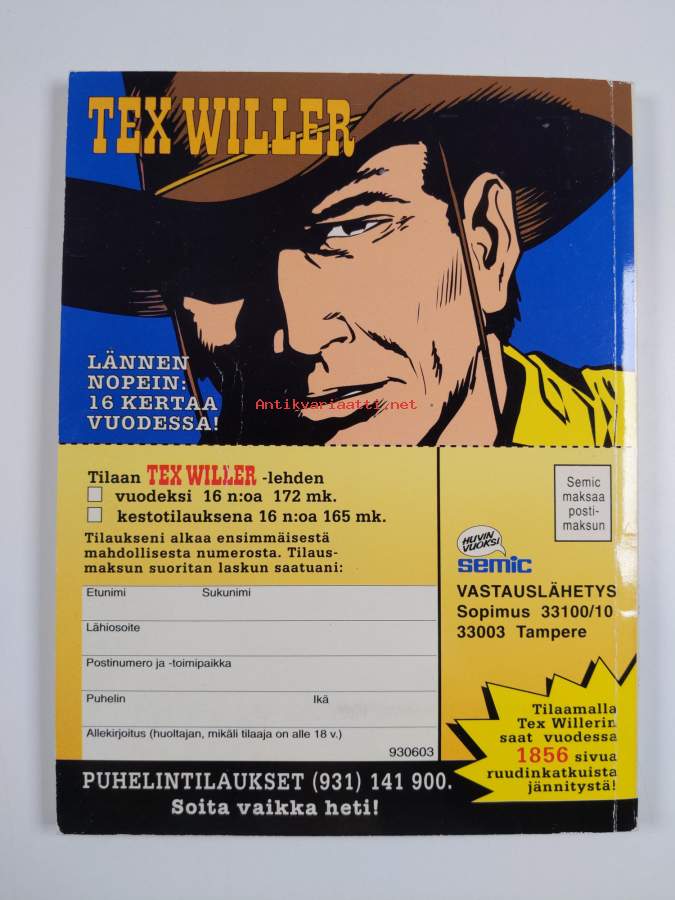 TEX WILLER
LÄNNEN
NOPEIN:
16 KERTAA
VUODESSA!
Antikvariaatti.net
Tilaan TEX WILLER -lehden
vuodeksi 16 n:oa 172 mk.
kestotilauksena 16 n:oa 165 mk.
Tilaukseni alkaa ensimmäisestä
mahdollisesta numerosta. Tilaus-
maksun suoritan laskun saatuani:
Etunimi Sukunimi
Lähiosoite
Postinumero ja -toimipaikka
Puhelin Ikä
Allekirjoitus (huoltajan, mikäli tilaaja on alle 18 v.)
930603
Semic
maksaa
posti-
maksun
HUVIN
VUOKSI
semic
VASTAUSLÄHETYS
Sopimus 33100/10
33003 Tampere
Tilaamalla
Tex Willerin
saat vuodessa
1856 sivua
ruudinkatkuista
jännitystä!
PUHELINTILAUKSET (931) 141 900.
Soita vaikka heti!